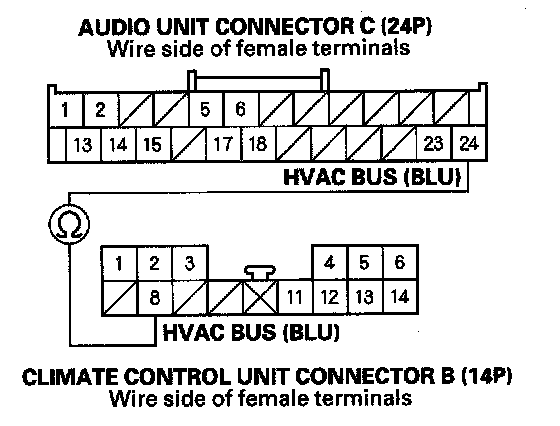 AUDIO UNIT CONNECTOR C (24P)
Wire side of female terminals
1 2 5 6
13 14 15 17 18 23 24
HVAC BUS (BLU)
Ω
1 2 3 4 5 6
8 11 12 13 14
HVAC BUS (BLU)
CLIMATE CONTROL UNIT CONNECTOR B (14P)
Wire side of female terminals